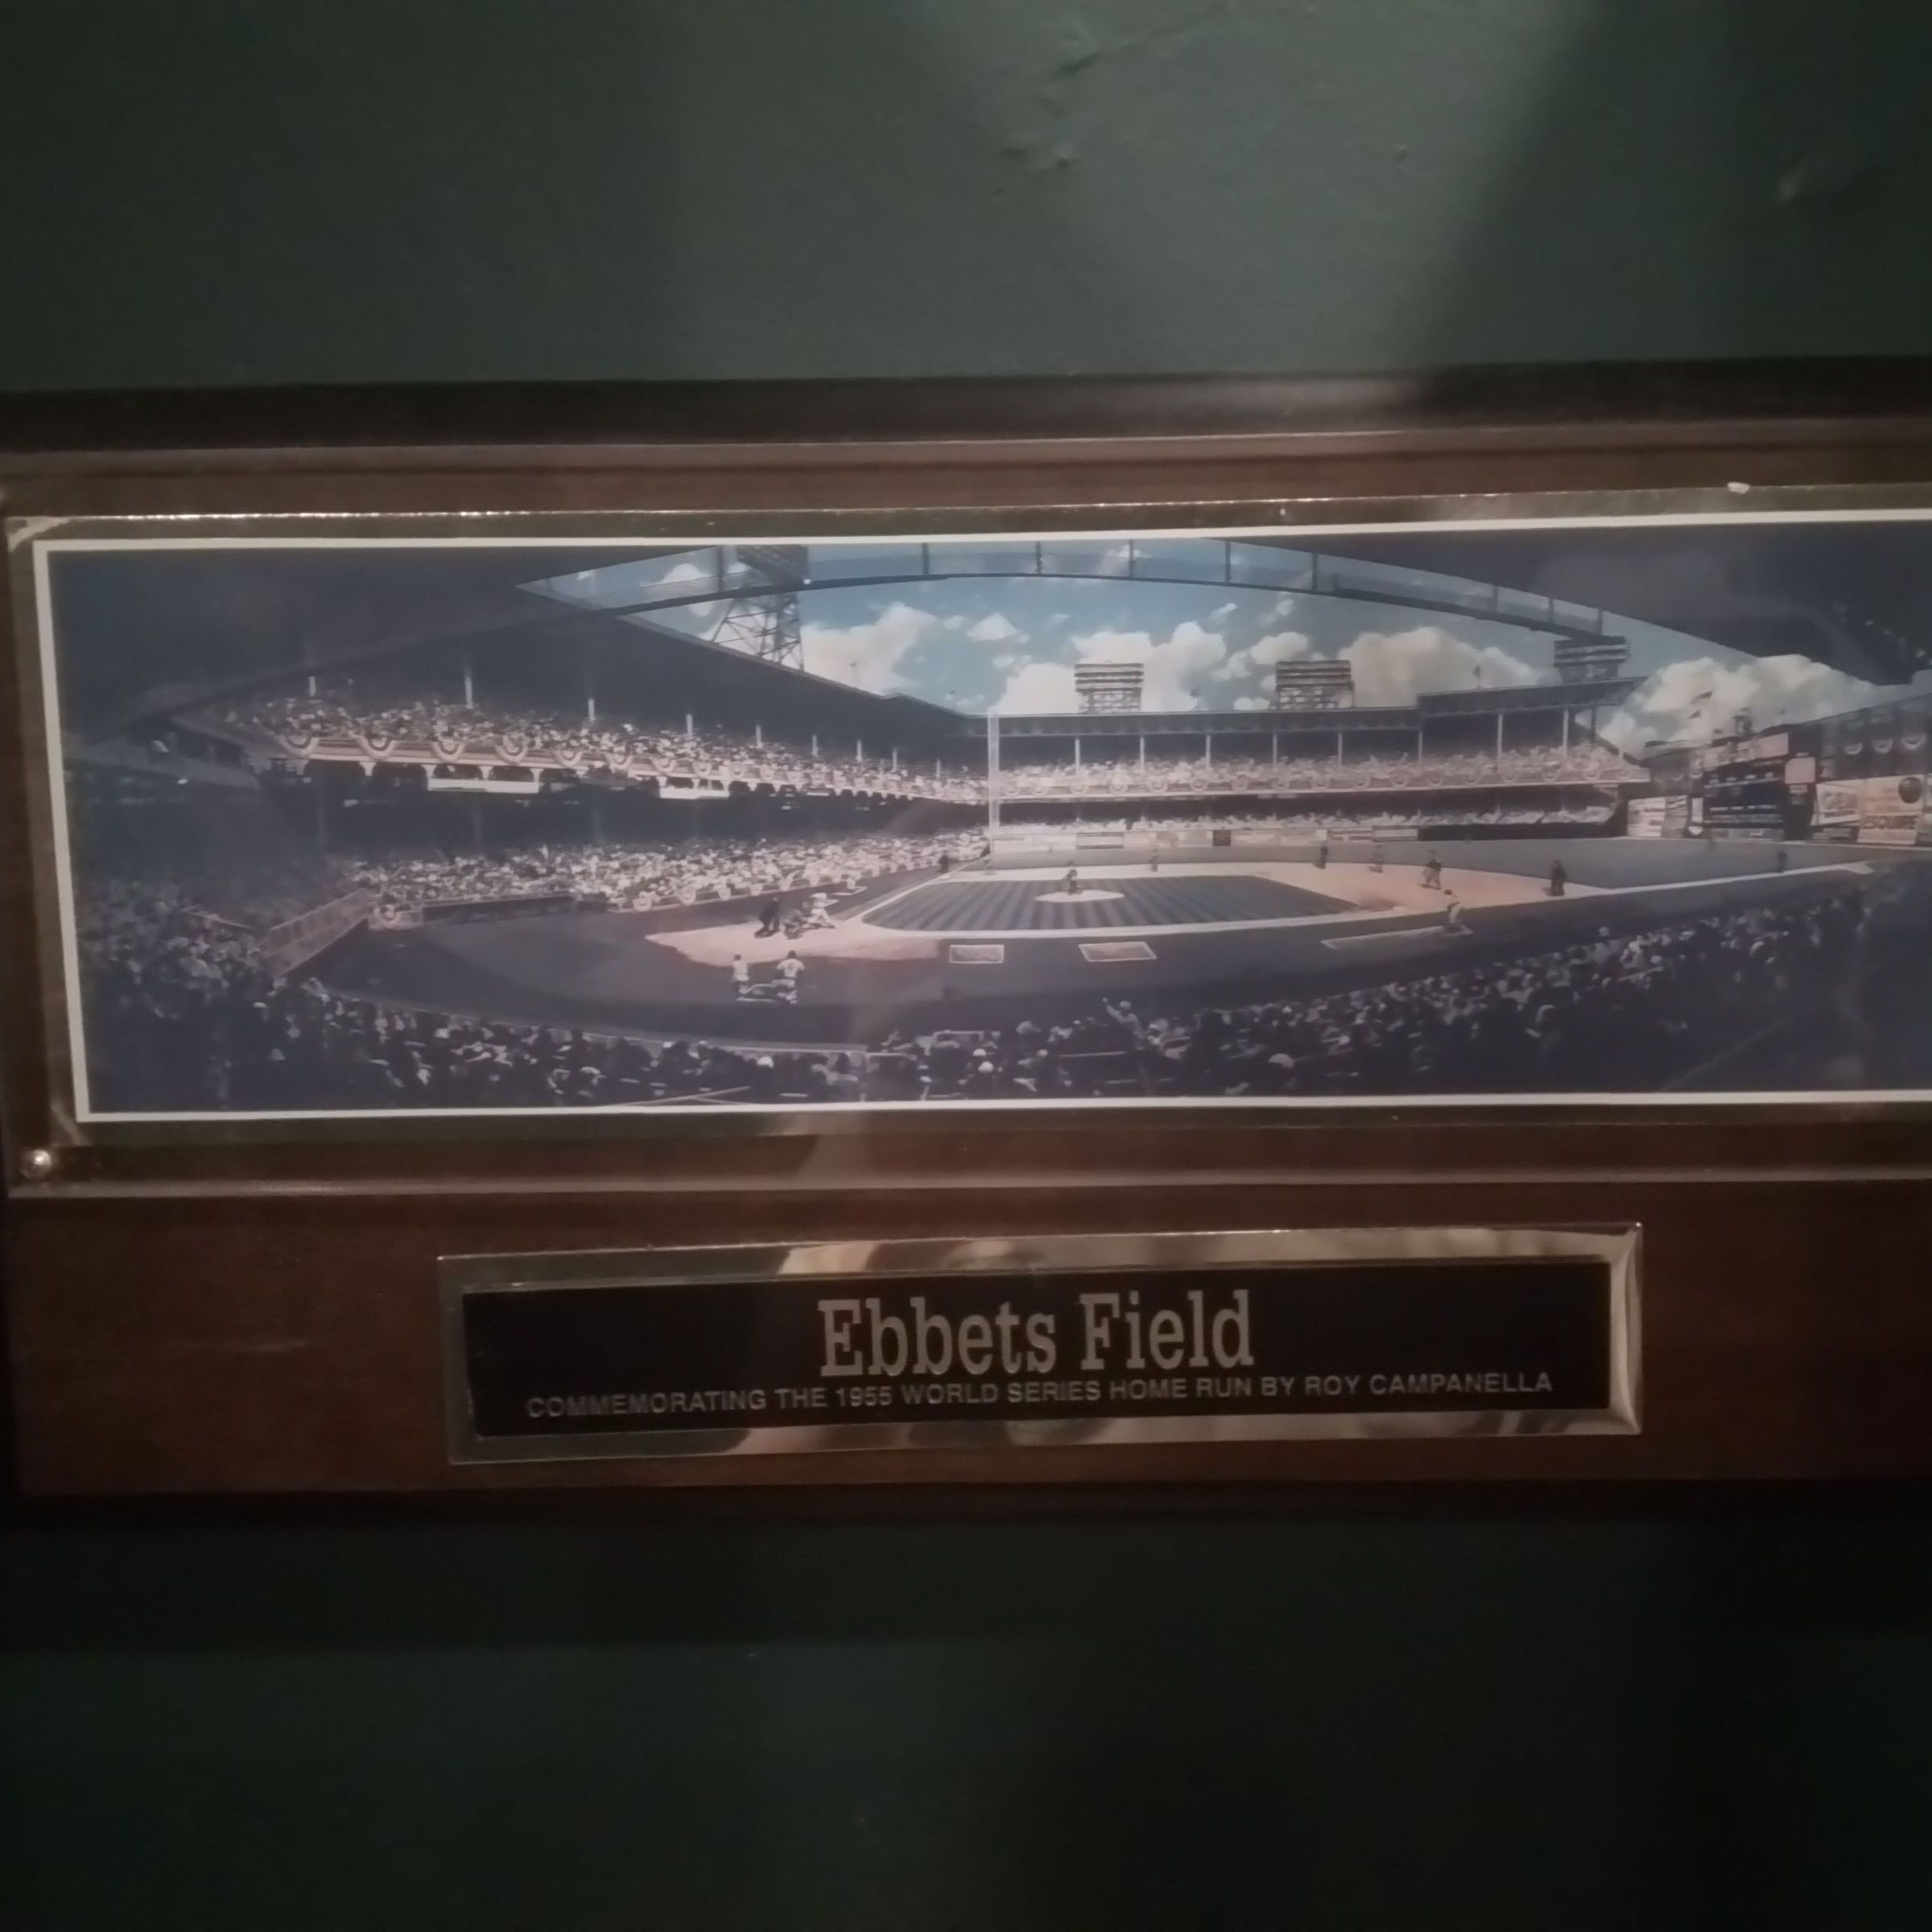 Ebbets Field
COMMEMORATING THE 1955 WORLD SERIES HOME RUN BY ROY CAMPANELLA